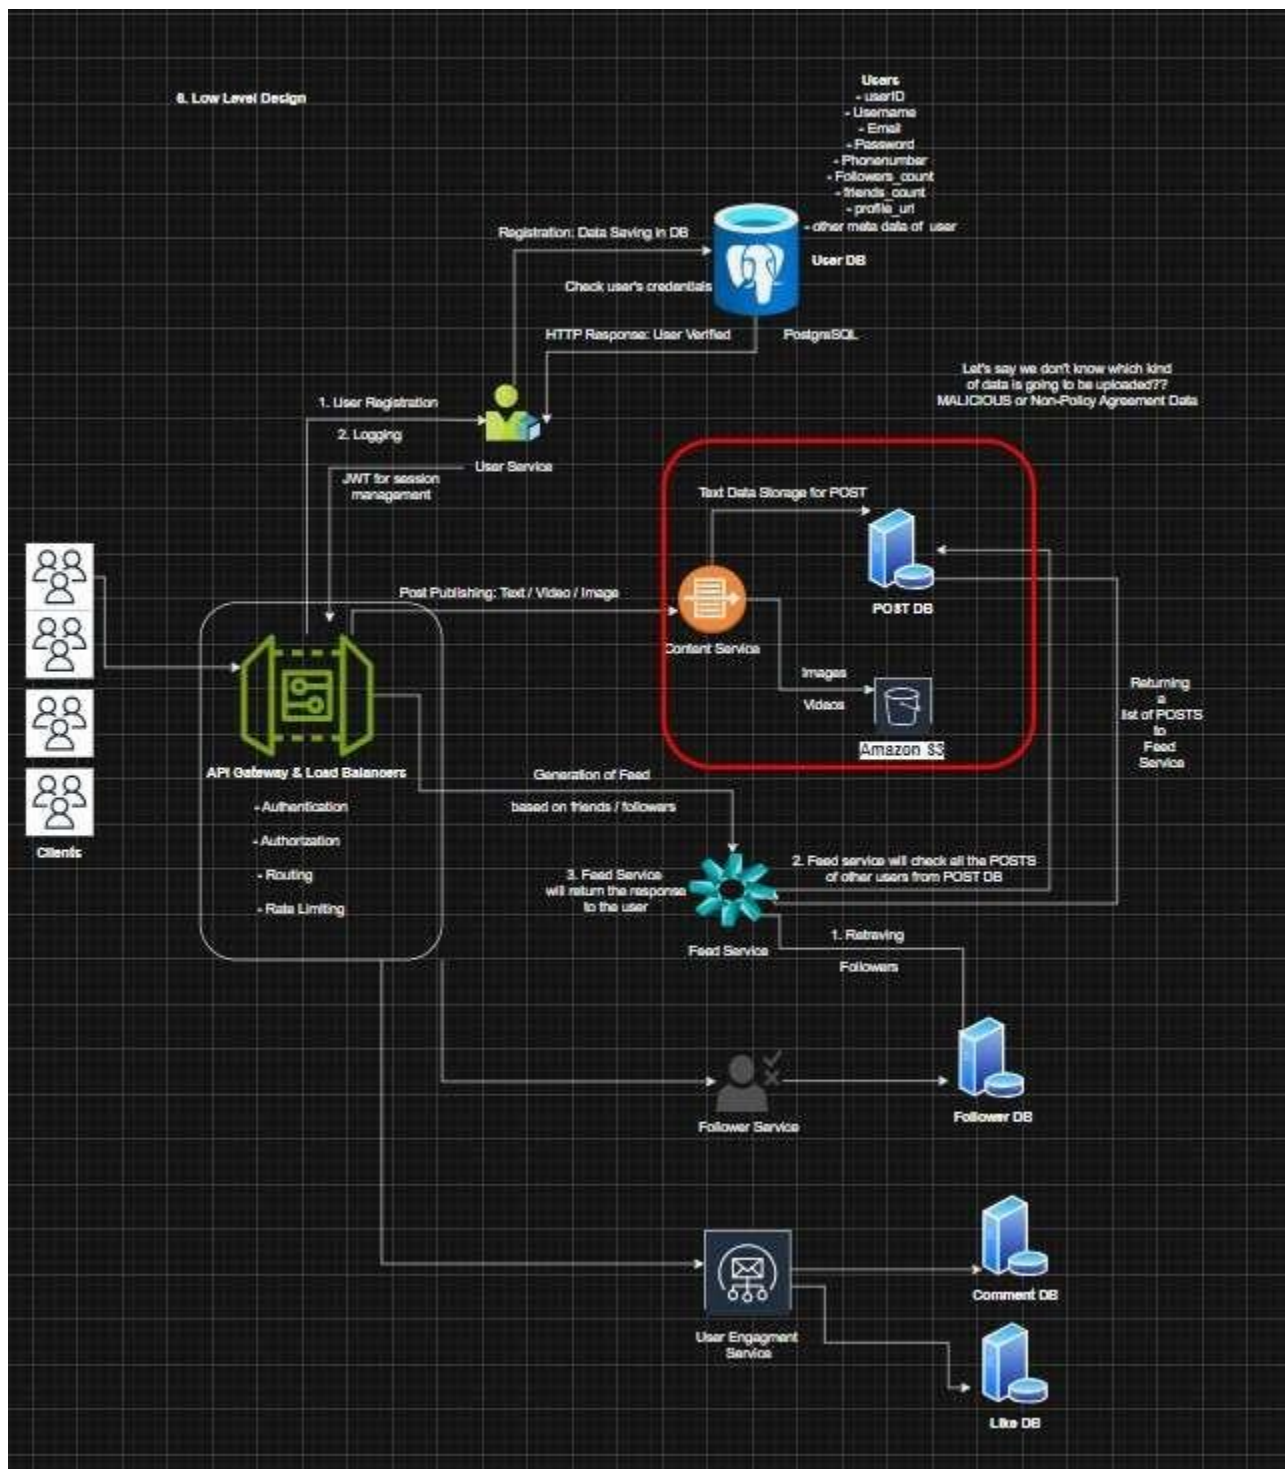 6. Low Level Design
Users
- userID
- Username
- Email
- Password
- Phonenumber
- Followers_count
- friends_count
- profile_url
- other meta data of user
Registration: Data Saving in DB
User DB
Check user's credentials
HTTP Response: User Verified
PostgreSQL
Let's say we don't know which kind
of data is going to be uploaded??
MALICIOUS or Non-Policy Agreement Data
1. User Registration
2. Logging
User Service
JWT for session
management
Text Data Storage for POST
Post Publishing: Text / Video / Image
POST DB
Content Service
Images
Videos
Amazon S3
Returning
a
list of POSTS
to
Feed
Service
API Gateway & Load Balancers
- Authentication
- Authorization
- Routing
- Rate Limiting
Clients
Generation of Feed
based on friends / followers
2. Feed service will check all the POSTS
of other users from POST DB
3. Feed Service
will return the response
to the user
Feed Service
1. Retraving
Followers
Follower Service
Follower DB
User Engagment
Service
Comment DB
Like DB